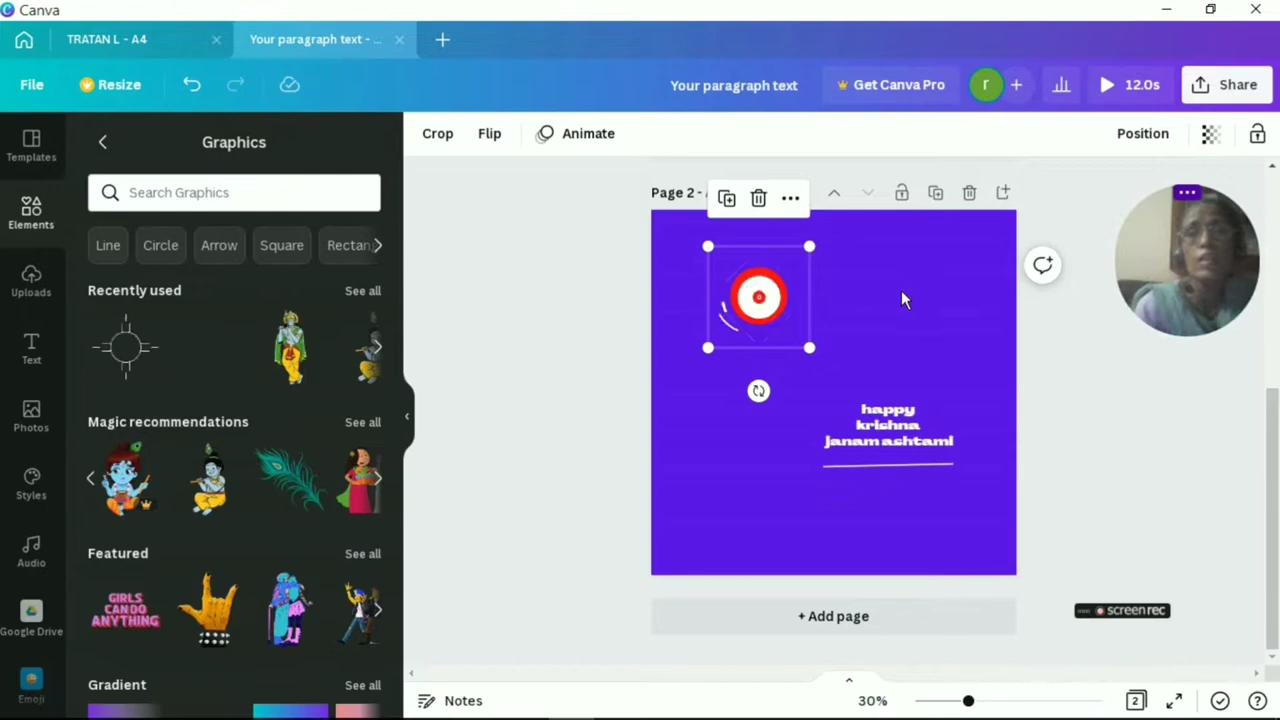 Canva
TRATAN L - A4
Your paragraph text - ...
File
Resize
Your paragraph text
Get Canva Pro
r
12.0s
Share
Templates
Elements
Uploads
Text
Photos
Styles
Audio
Google Drive
Emoji
Graphics
Search Graphics
Line
Circle
Arrow
Square
Rectan
Recently used
See all
Magic recommendations
See all
Featured
See all
GIRLS
CAN DO
ANYTHING
Gradient
See all
Crop
Flip
Animate
Position
Page 2 -
happy
krishna
janam ashtami
+ Add page
screenrec
Notes
30%
2